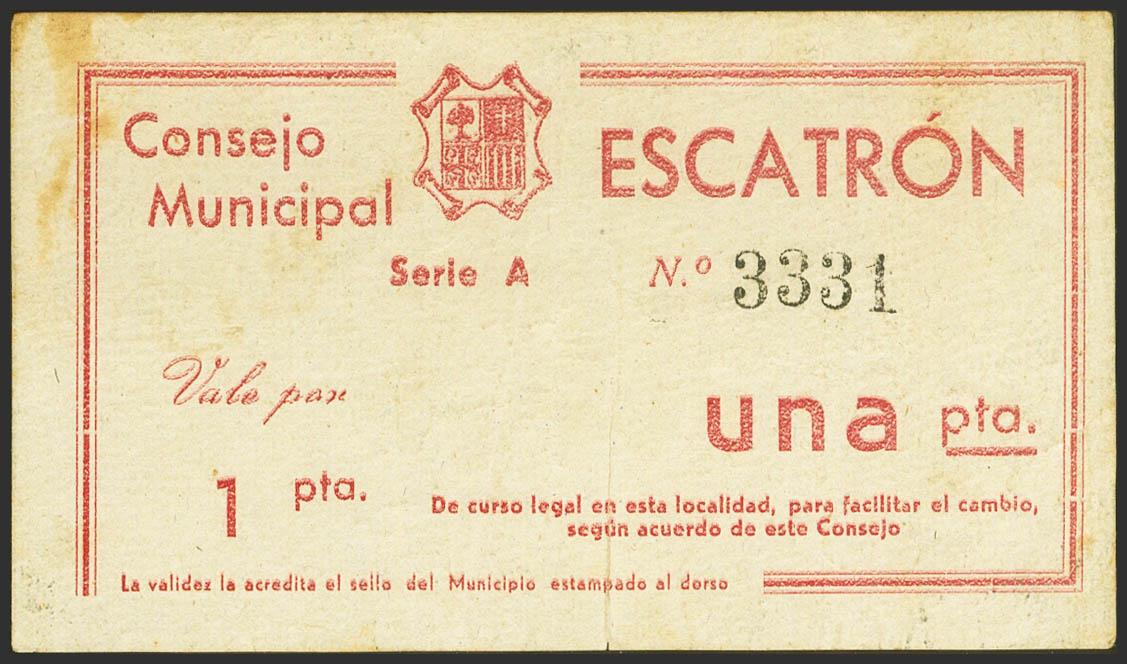 Consejo
Municipal
ESCATRÓN
Serie A
N.º 3331
Vale por
una pta.
1 pta.
De curso legal en esta localidad, para facilitar el cambio,
según acuerdo de este Consejo
La validez la acredita el sello del Municipio estampado al dorso